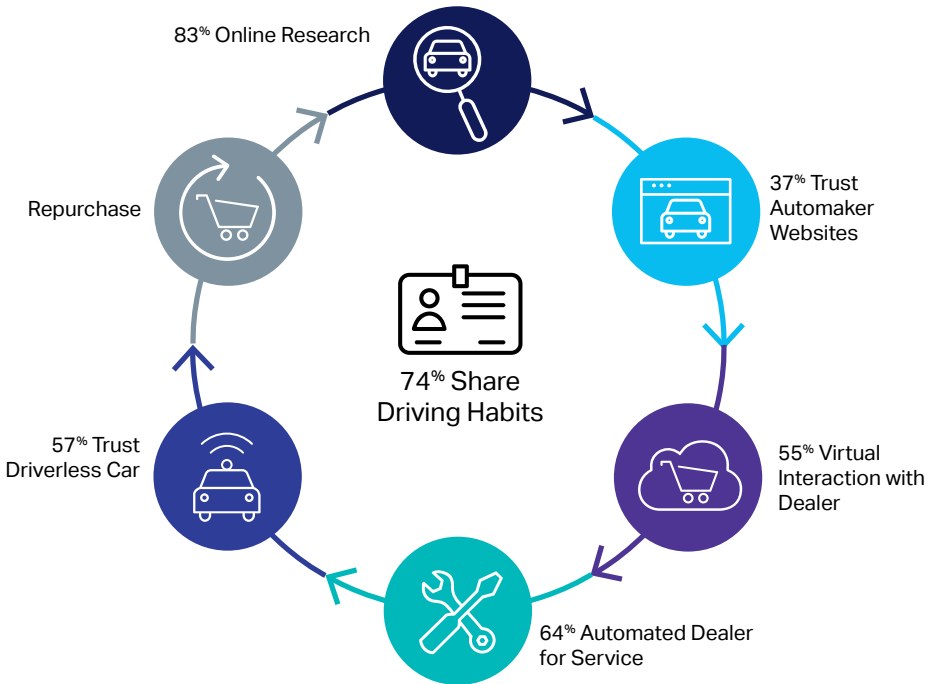 83% Online Research
37% Trust
Automaker
Websites
55% Virtual
Interaction with
Dealer
64% Automated Dealer
for Service
57% Trust
Driverless Car
Repurchase
74% Share
Driving Habits